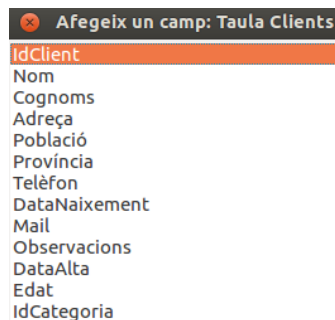 Afegeix un camp: Taula Clients
IdClient
Nom
Cognoms
Adreça
Població
Província
Telèfon
DataNaixement
Mail
Observacions
DataAlta
Edat
IdCategoria